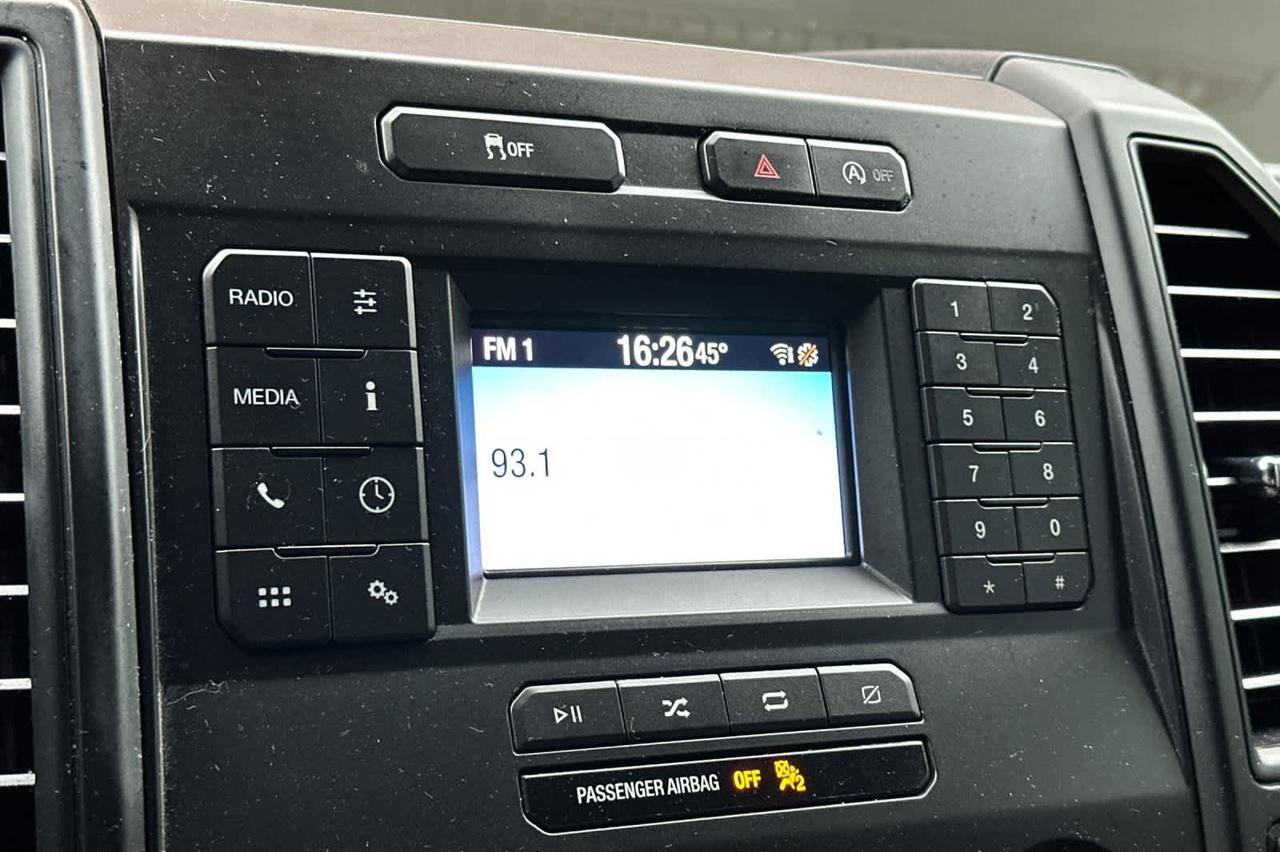 OFF
OFF
RADIO
MEDIA
i
FM 1 16:26 45°
93.1
1 2
3 4
5 6
7 8
9 0
* #
PASSENGER AIRBAG OFF 2